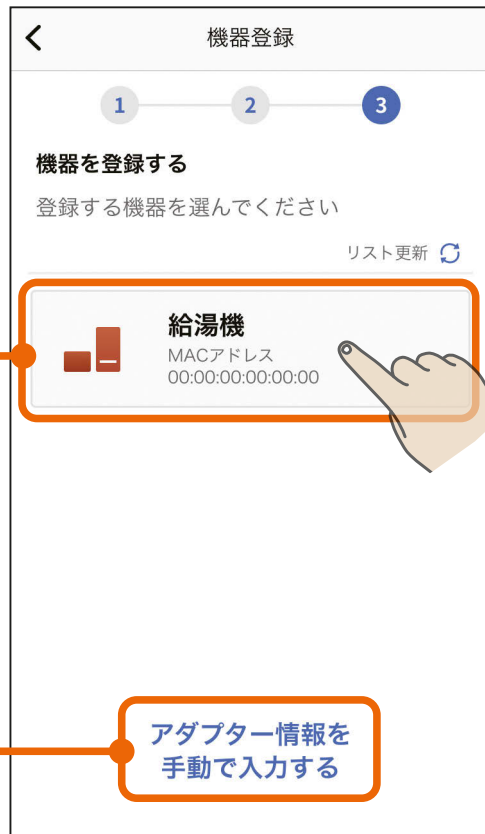 機器登録
1 2 3
機器を登録する
登録する機器を選んでください
リスト更新
給湯機
MACアドレス
00:00:00:00:00:00
アダプター情報を
手動で入力する